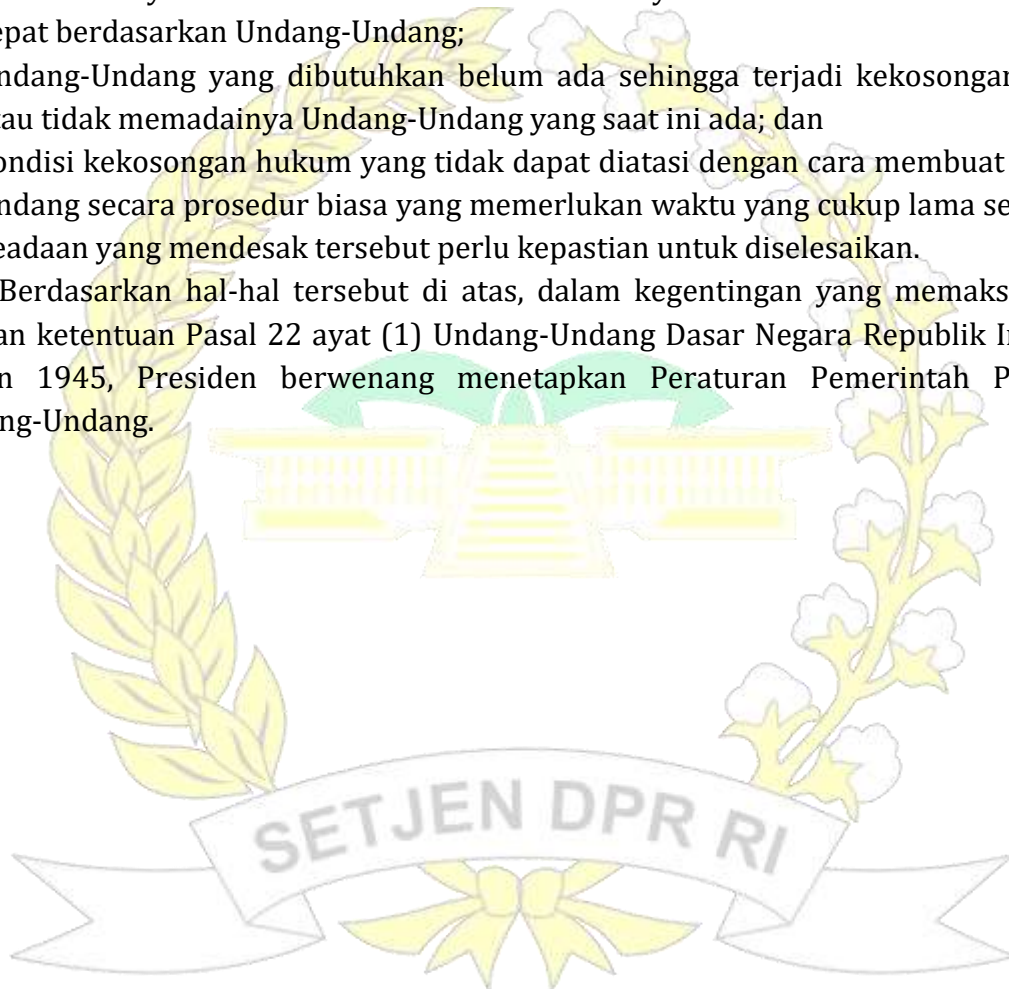 epat berdasarkan Undang-Undang;
ndang-Undang yang dibutuhkan belum ada sehingga terjadi kekosongan
tau tidak memadainya Undang-Undang yang saat ini ada; dan
ondisi kekosongan hukum yang tidak dapat diatasi dengan cara membuat
ndang secara prosedur biasa yang memerlukan waktu yang cukup lama se
eadaan yang mendesak tersebut perlu kepastian untuk diselesaikan.
Berdasarkan hal-hal tersebut di atas, dalam kegentingan yang memaks
an ketentuan Pasal 22 ayat (1) Undang-Undang Dasar Negara Republik In
n 1945, Presiden berwenang menetapkan Peraturan Pemerintah P
ng-Undang.
SETJEN DPR RI